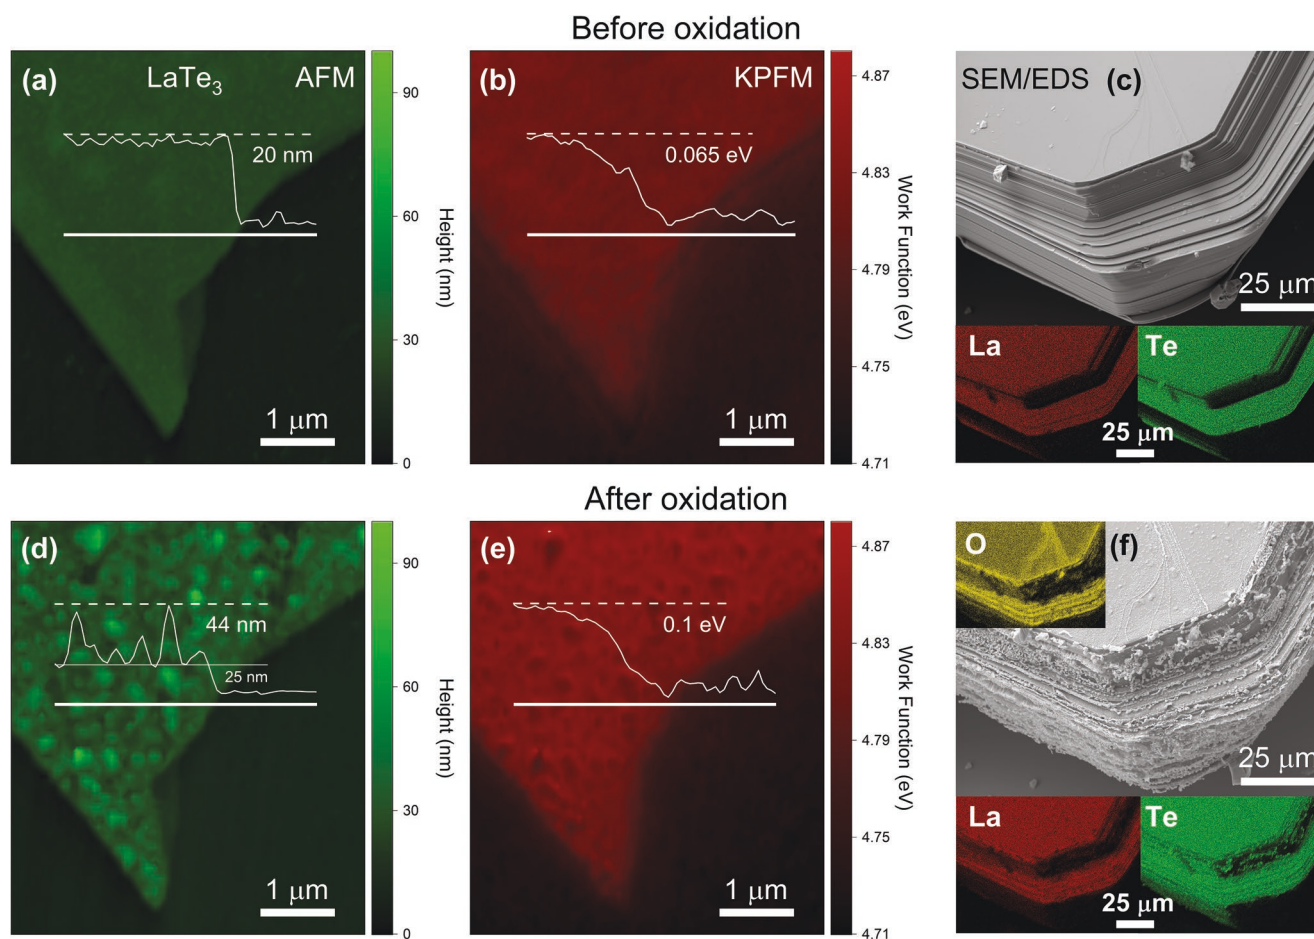 Before oxidation
(a) LaTe₃ AFM
20 nm
1 μm
90
60
30
0
Height (nm)
(b) KPFM
0.065 eV
1 μm
4.87
4.83
4.79
4.75
4.71
Work Function (eV)
SEM/EDS (c)
25 μm
La
Te
25 μm
After oxidation
(d)
44 nm
25 nm
1 μm
90
60
30
0
Height (nm)
(e)
0.1 eV
1 μm
4.87
4.83
4.79
4.75
4.71
Work Function (eV)
O
(f)
25 μm
La
Te
25 μm